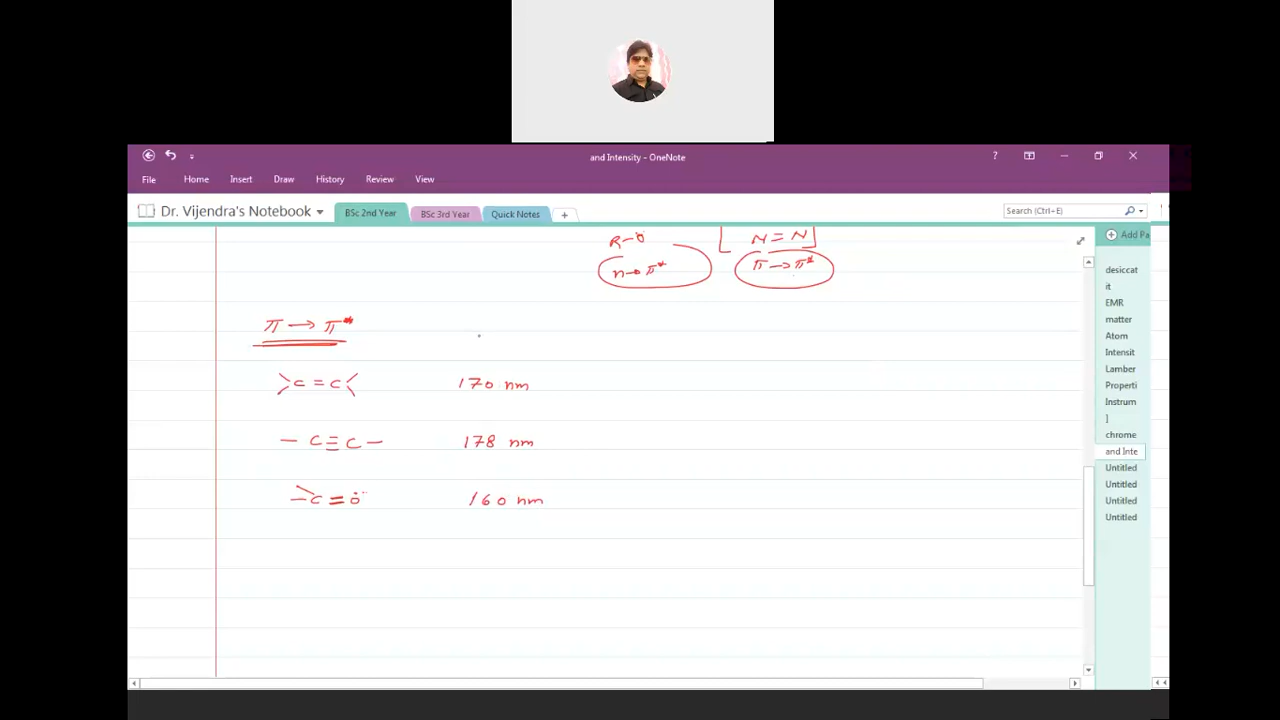 and Intensity - OneNote
?
File Home Insert Draw History Review View
Dr. Vijendra's Notebook BSc 2nd Year BSc 3rd Year Quick Notes + Search (Ctrl+E)
Add Pa
R-Ö
N = N
n→π*
π→π*
π → π*
>C = C< 170 nm
— C ≡ C — 178 nm
>C = Ö 160 nm
desiccat
it
EMR
matter
Atom
Intensit
Lamber
Properti
Instrum
]
chrome
and Inte
Untitled
Untitled
Untitled
Untitled